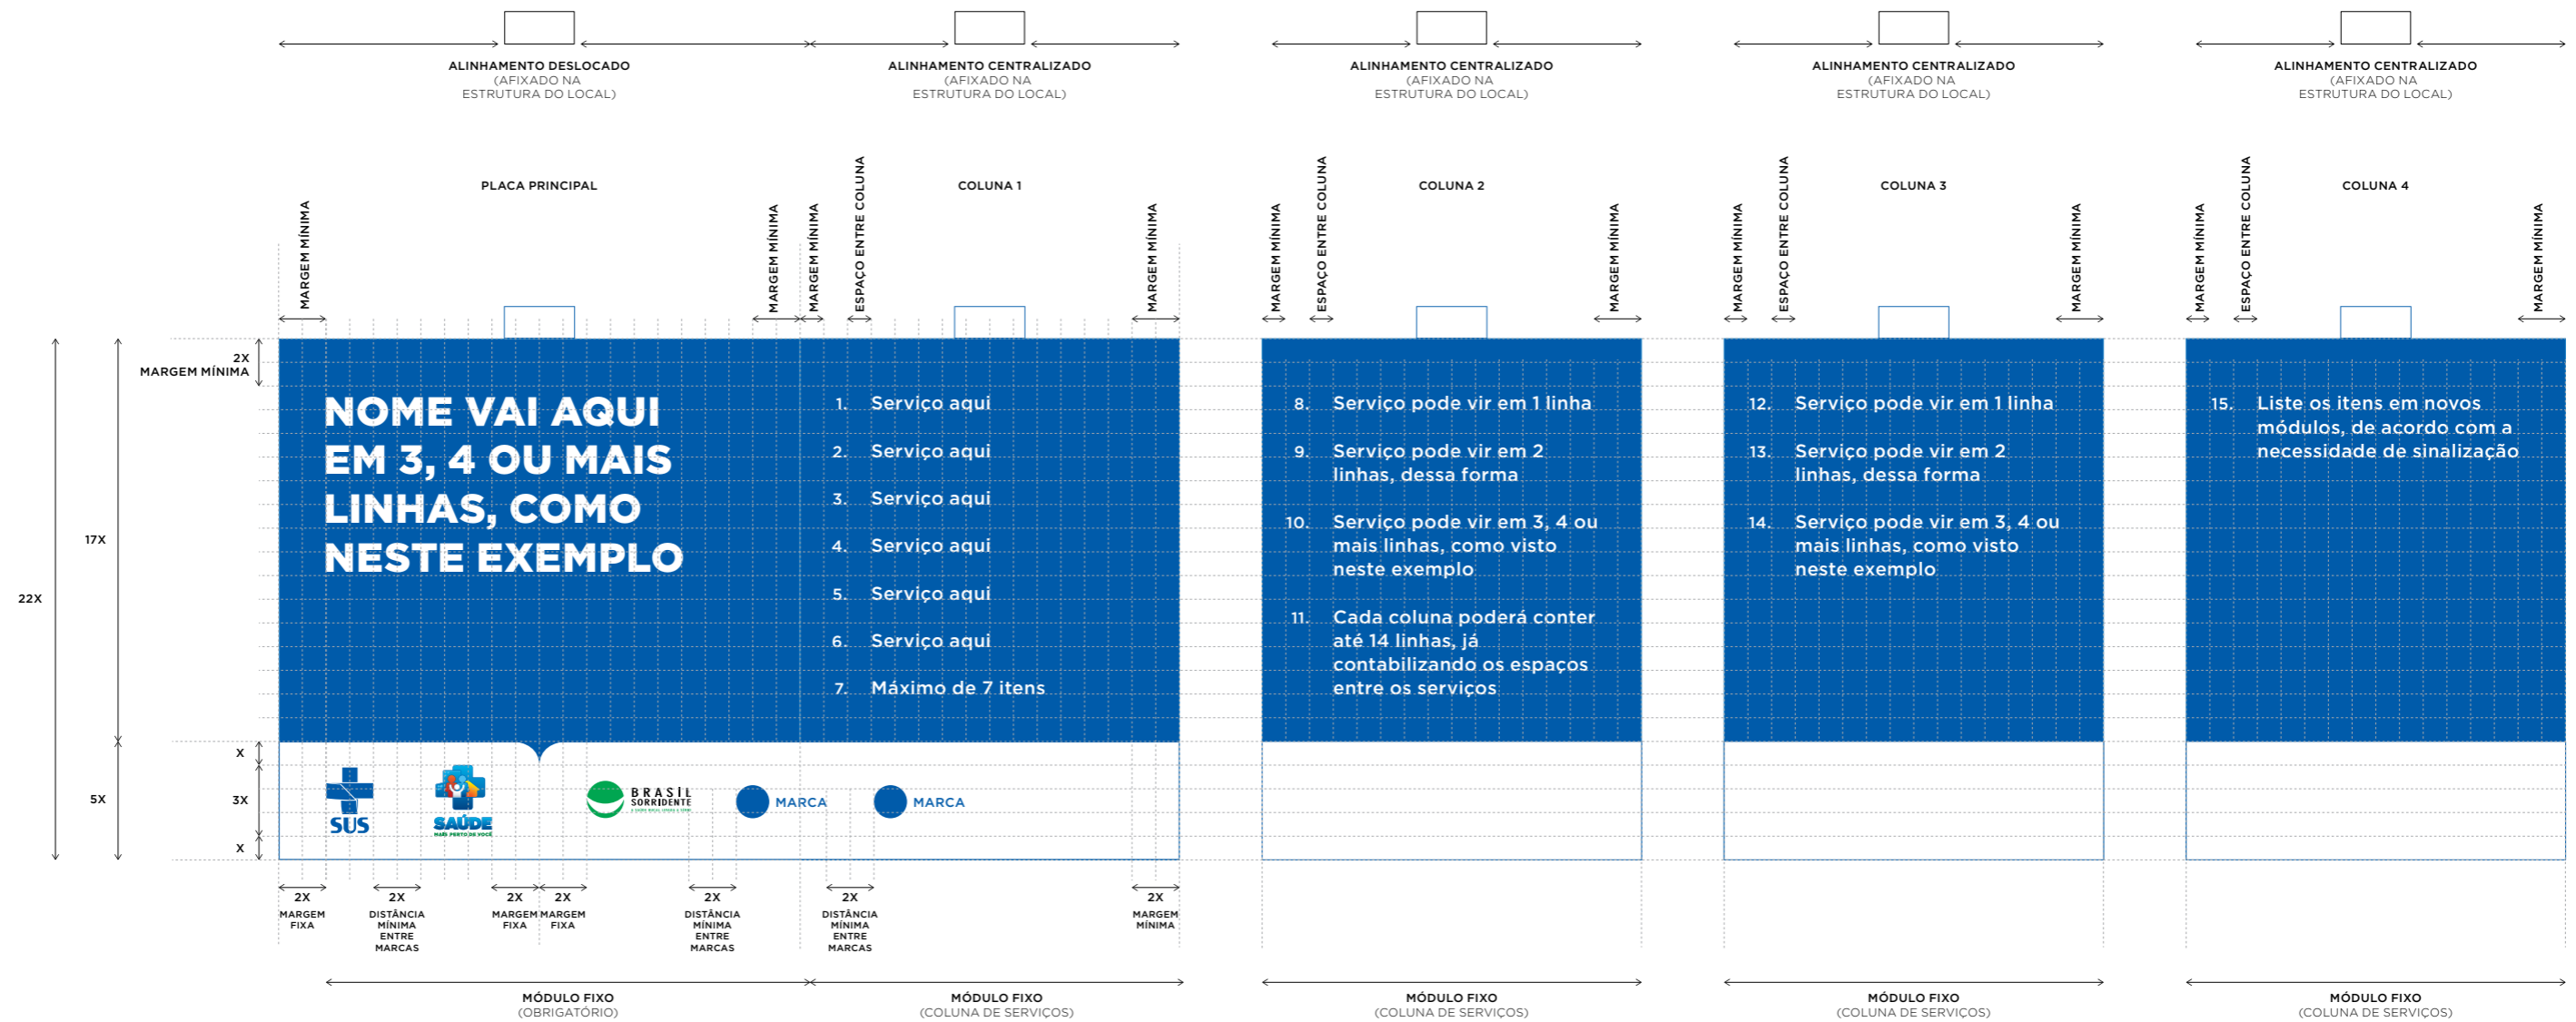 ALINHAMENTO DESLOCADO
(AFIXADO NA
ESTRUTURA DO LOCAL)
ALINHAMENTO CENTRALIZADO
(AFIXADO NA
ESTRUTURA DO LOCAL)
ALINHAMENTO CENTRALIZADO
(AFIXADO NA
ESTRUTURA DO LOCAL)
ALINHAMENTO CENTRALIZADO
(AFIXADO NA
ESTRUTURA DO LOCAL)
ALINHAMENTO CENTRALIZADO
(AFIXADO NA
ESTRUTURA DO LOCAL)
PLACA PRINCIPAL
COLUNA 1
COLUNA 2
COLUNA 3
COLUNA 4
MARGEM MÍNIMA
MARGEM MÍNIMA
MARGEM MÍNIMA
ESPAÇO ENTRE COLUNA
MARGEM MÍNIMA
MARGEM MÍNIMA
ESPAÇO ENTRE COLUNA
MARGEM MÍNIMA
MARGEM MÍNIMA
ESPAÇO ENTRE COLUNA
MARGEM MÍNIMA
MARGEM MÍNIMA
ESPAÇO ENTRE COLUNA
MARGEM MÍNIMA
2X
MARGEM MÍNIMA
17X
22X
5X
X
3X
X
NOME VAI AQUI
EM 3, 4 OU MAIS
LINHAS, COMO
NESTE EXEMPLO
1. Serviço aqui
2. Serviço aqui
3. Serviço aqui
4. Serviço aqui
5. Serviço aqui
6. Serviço aqui
7. Máximo de 7 itens
8. Serviço pode vir em 1 linha
9. Serviço pode vir em 2
linhas, dessa forma
10. Serviço pode vir em 3, 4 ou
mais linhas, como visto
neste exemplo
11. Cada coluna poderá conter
até 14 linhas, já
contabilizando os espaços
entre os serviços
12. Serviço pode vir em 1 linha
13. Serviço pode vir em 2
linhas, dessa forma
14. Serviço pode vir em 3, 4 ou
mais linhas, como visto
neste exemplo
15. Liste os itens em novos
módulos, de acordo com a
necessidade de sinalização
SUS
SAÚDE
MAIS PERTO DE VOCÊ
BRASIL
SORRIDENTE
MARCA
MARCA
2X
MARGEM
FIXA
2X
DISTÂNCIA
MÍNIMA
ENTRE
MARCAS
2X
MARGEM
FIXA
2X
MARGEM
FIXA
2X
DISTÂNCIA
MÍNIMA
ENTRE
MARCAS
2X
DISTÂNCIA
MÍNIMA
ENTRE
MARCAS
2X
MARGEM
MÍNIMA
MÓDULO FIXO
(OBRIGATÓRIO)
MÓDULO FIXO
(COLUNA DE SERVIÇOS)
MÓDULO FIXO
(COLUNA DE SERVIÇOS)
MÓDULO FIXO
(COLUNA DE SERVIÇOS)
MÓDULO FIXO
(COLUNA DE SERVIÇOS)